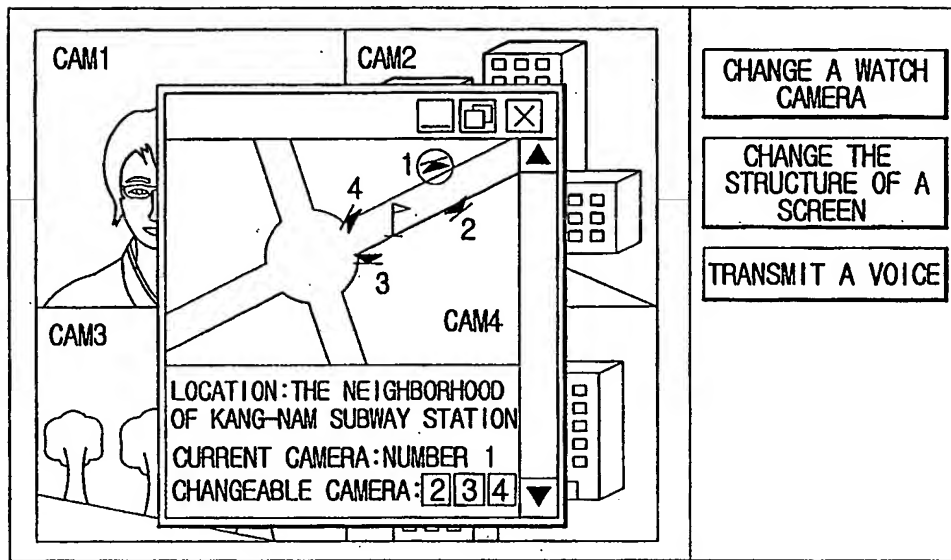 CAM1
CAM2
CHANGE A WATCH
CAMERA
CHANGE THE
STRUCTURE OF A
SCREEN
TRANSMIT A VOICE
1
4
2
3
CAM4
CAM3
LOCATION:THE NEIGHBORHOOD
OF KANG-NAM SUBWAY STATION
CURRENT CAMERA:NUMBER 1
CHANGEABLE CAMERA:2 3 4